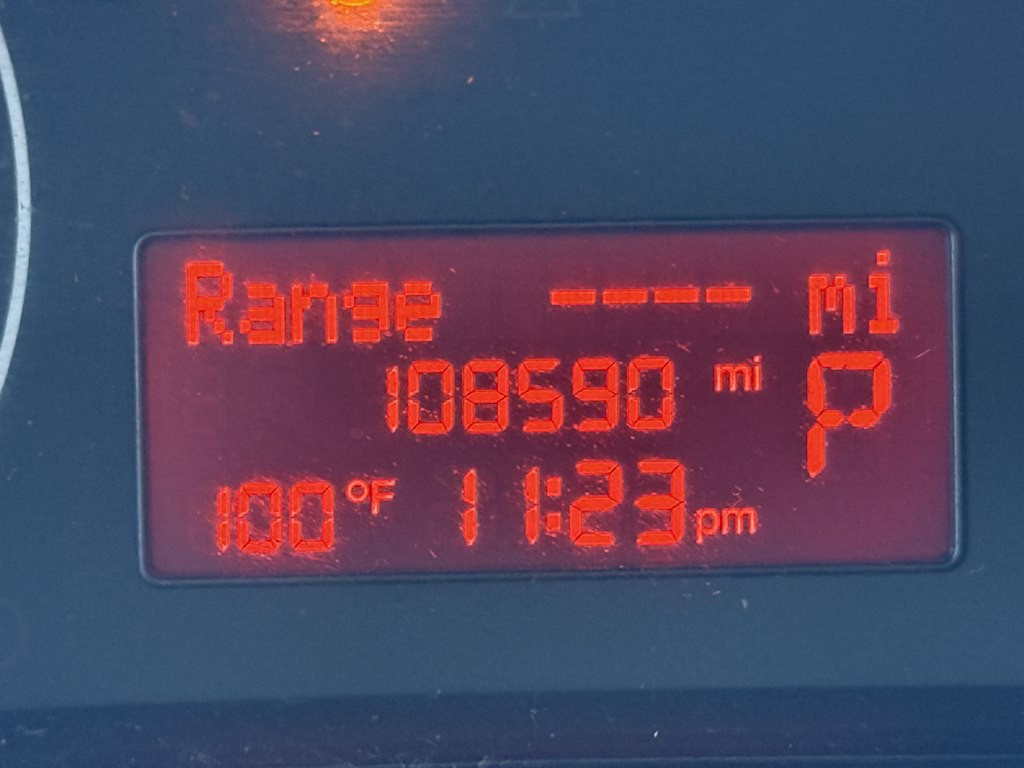 Range ---- mi
108590 mi P
100 °F 11:23 pm